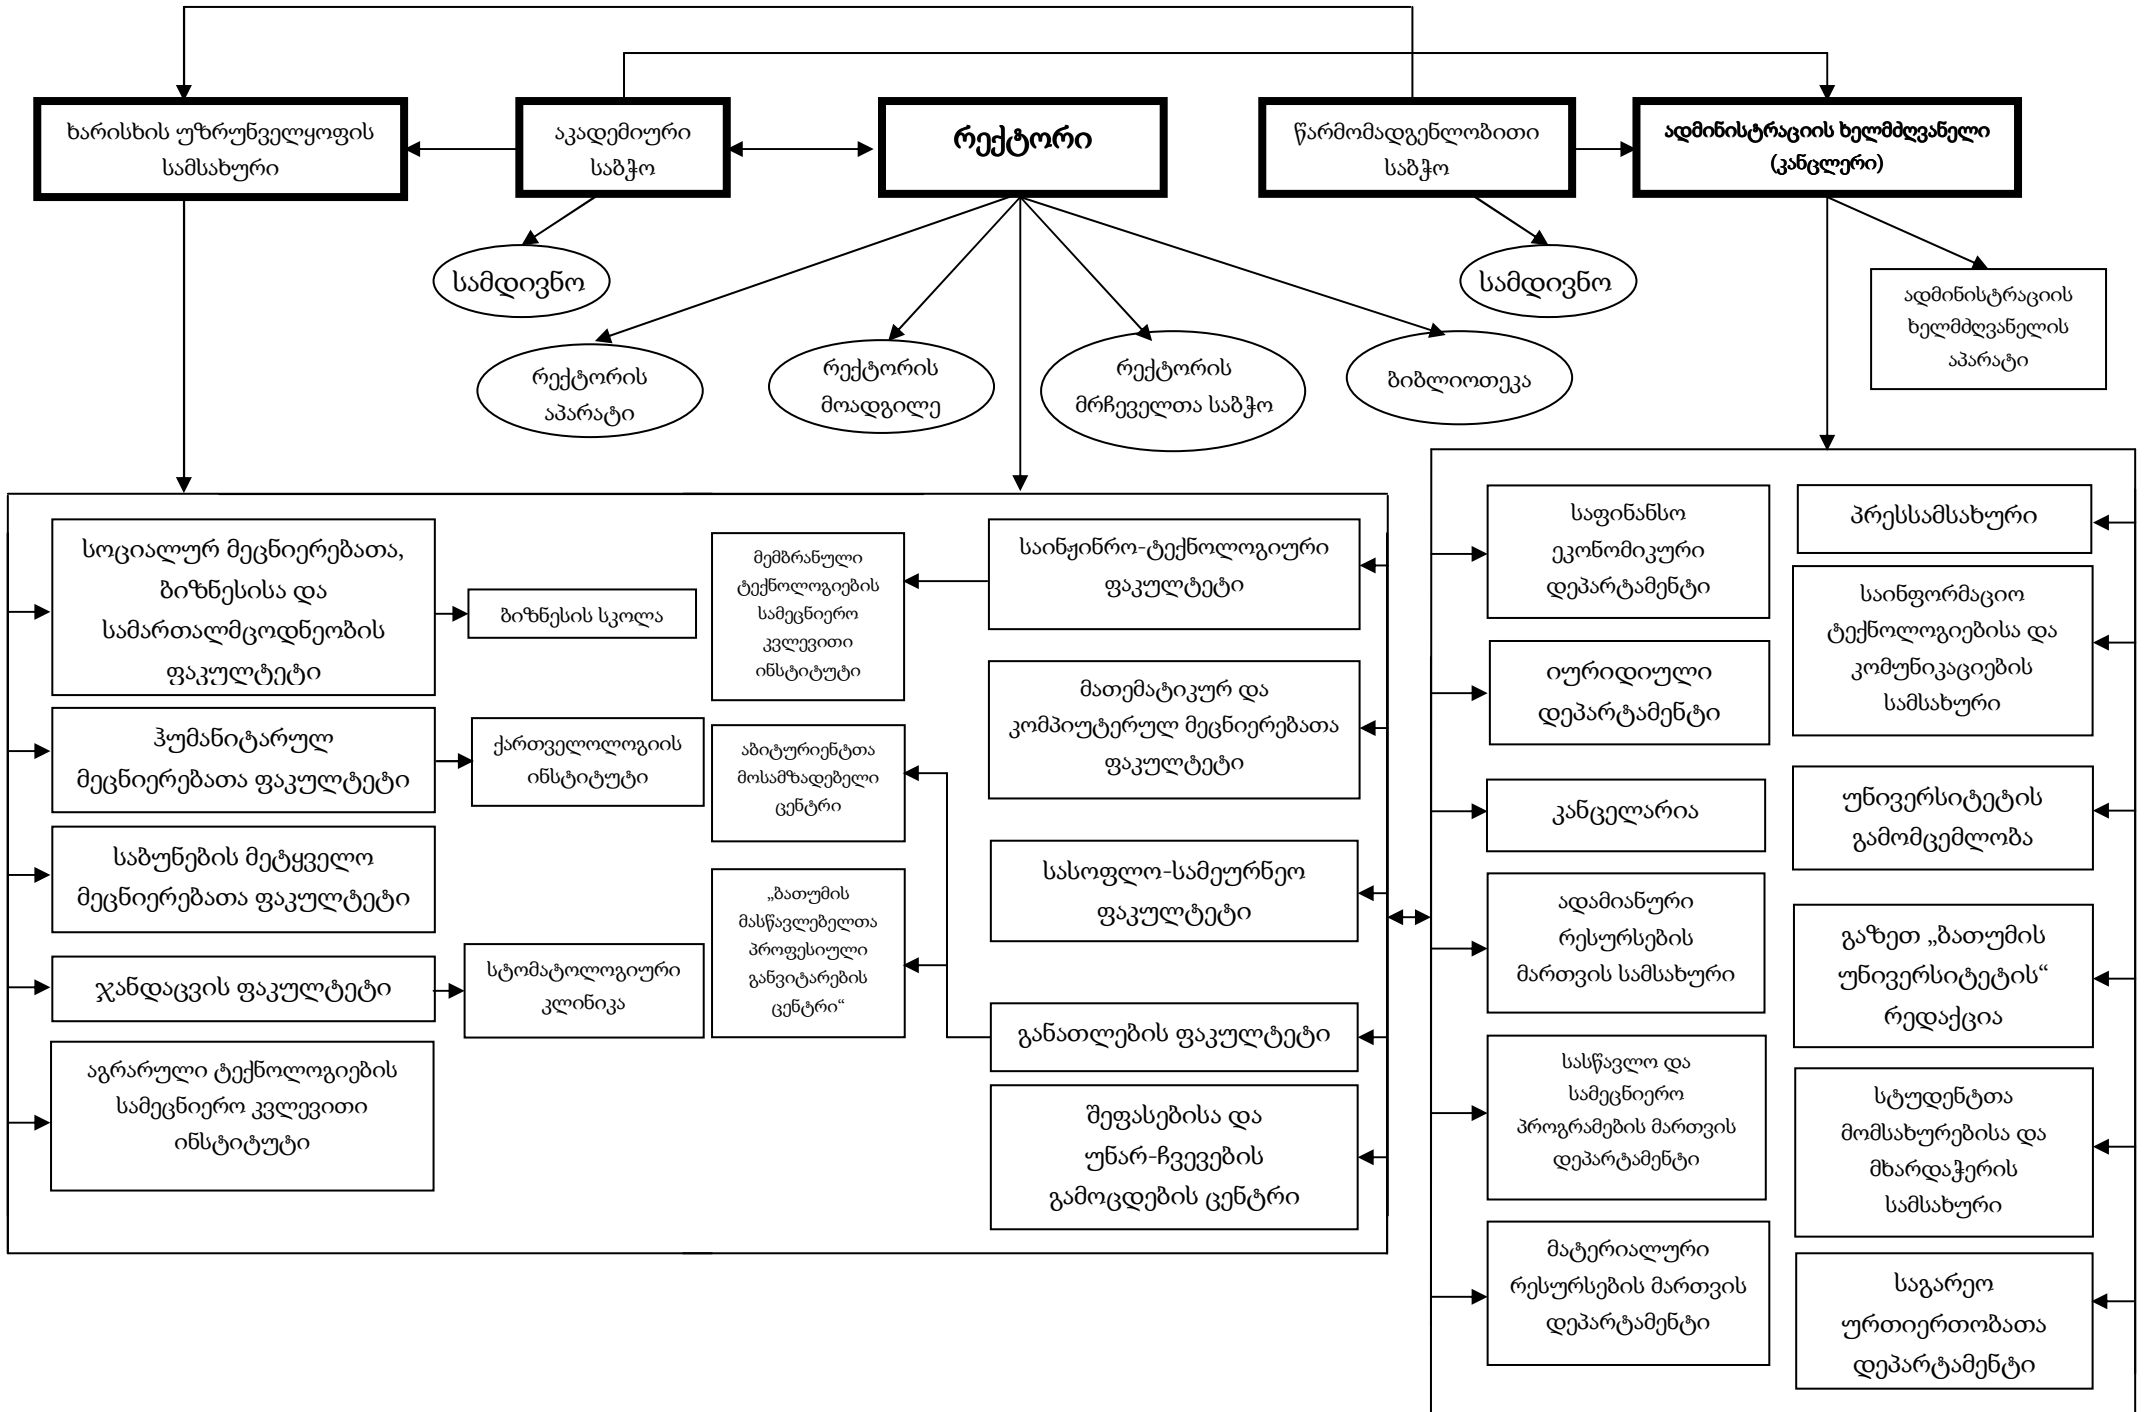 ხარისხის უზრუნველყოფის
სამსახური
აკადემიური
საბჭო
რექტორი
წარმომადგენლობითი
საბჭო
ადმინისტრაციის ხელმძღვანელი
(კანცლერი)
სამდივნო
სამდივნო
ადმინისტრაციის
ხელმძღვანელის
აპარატი
რექტორის
აპარატი
რექტორის
მოადგილე
რექტორის
მრჩეველთა საბჭო
ბიბლიოთეკა
სოციალურ მეცნიერებათა,
ბიზნესისა და
სამართალმცოდნეობის
ფაკულტეტი
ბიზნესის სკოლა
ჰუმანიტარულ
მეცნიერებათა ფაკულტეტი
ქართველოლოგიის
ინსტიტუტი
საბუნების მეტყველო
მეცნიერებათა ფაკულტეტი
ჯანდაცვის ფაკულტეტი
სტომატოლოგიური
კლინიკა
აგრარული ტექნოლოგიების
სამეცნიერო კვლევითი
ინსტიტუტი
მემბრანული
ტექნოლოგიების
სამეცნიერო
კვლევითი
ინსტიტუტი
აბიტურიენტთა
მოსამზადებელი
ცენტრი
„ბათუმის
მასწავლებელთა
პროფესიული
განვიტარების
ცენტრი“
საინჟინრო-ტექნოლოგიური
ფაკულტეტი
მათემატიკურ და
კომპიუტერულ მეცნიერებათა
ფაკულტეტი
სასოფლო-სამეურნეო
ფაკულტეტი
განათლების ფაკულტეტი
შეფასებისა და
უნარ-ჩვევების
გამოცდების ცენტრი
საფინანსო
ეკონომიკური
დეპარტამენტი
იურიდიული
დეპარტამენტი
კანცელარია
ადამიანური
რესურსების
მართვის სამსახური
სასწავლო და
სამეცნიერო
პროგრამების მართვის
დეპარტამენტი
მატერიალური
რესურსების მართვის
დეპარტამენტი
პრესსამსახური
საინფორმაციო
ტექნოლოგიებისა და
კომუნიკაციების
სამსახური
უნივერსიტეტის
გამომცემლობა
გაზეთ „ბათუმის
უნივერსიტეტის“
რედაქცია
სტუდენტთა
მომსახურებისა და
მხარდაჭერის
სამსახური
საგარეო
ურთიერთობათა
დეპარტამენტი